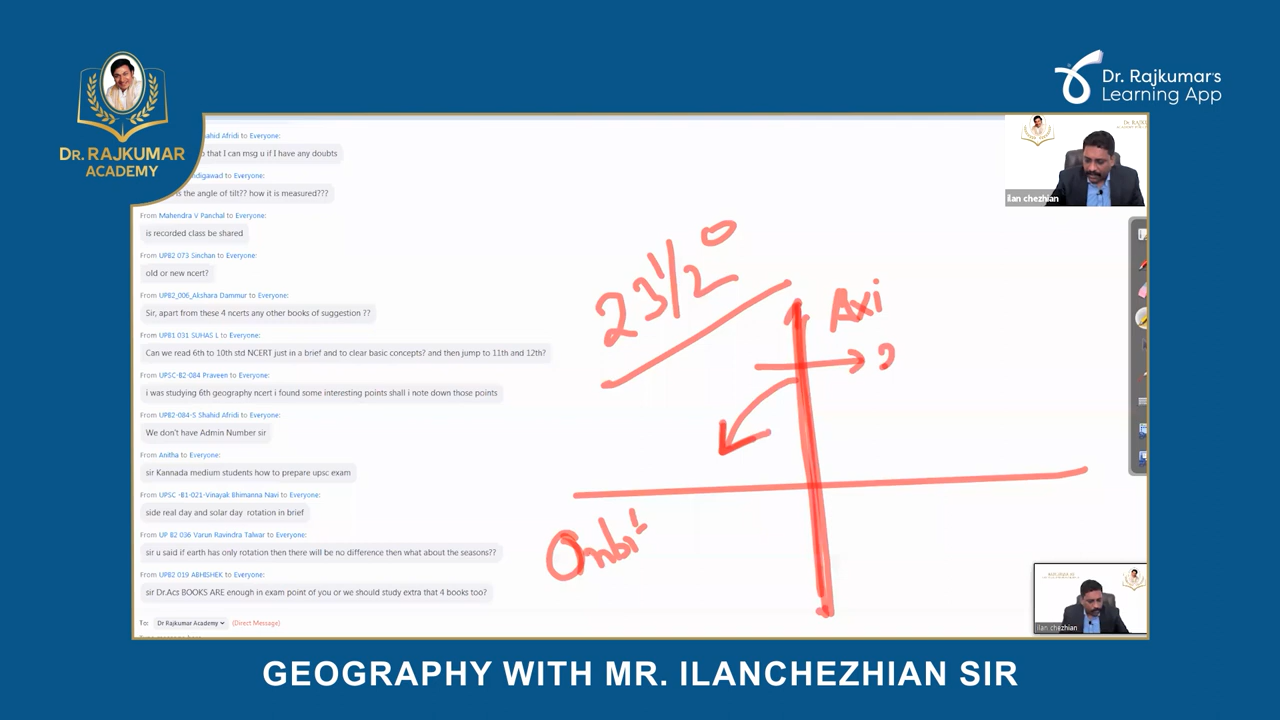 DR. RAJKUMAR
ACADEMY
Dr. Rajkumar's
Learning App
ahid Afridi to Everyone:
o that I can msg u if I have any doubts
digawad to Everyone:
is the angle of tilt?? how it is measured???
From Mahendra V Panchal to Everyone:
is recorded class be shared
From UPB2 073 Sinchan to Everyone:
old or new ncert?
From UPB2_006_Akshara Dammur to Everyone:
Sir, apart from these 4 ncerts any other books of suggestion ??
From UPB1 031 SUHAS L to Everyone:
Can we read 6th to 10th std NCERT just in a brief and to clear basic concepts? and then jump to 11th and 12th?
From UPSC-B2-084 Praveen to Everyone:
i was studying 6th geography ncert i found some interesting points shall i note down those points
From UPB2-084-S Shahid Afridi to Everyone:
We don't have Admin Number sir
From Anitha to Everyone:
sir Kannada medium students how to prepare upsc exam
From UPSC -B1-021-Vinayak Bhimanna Navi to Everyone:
side real day and solar day rotation in brief
From UP B2 036 Varun Ravindra Talwar to Everyone:
sir u said if earth has only rotation then there will be no difference then what about the seasons??
From UPB2 019 ABHISHEK to Everyone:
sir Dr.Acs BOOKS ARE enough in exam point of you or we should study extra that 4 books too?
To: Dr Rajkumar Academy (Direct Message)
23 1/2°
Axi
?
Orbit
ilan chezhian
ilan chezhian
GEOGRAPHY WITH MR. ILANCHEZHIAN SIR